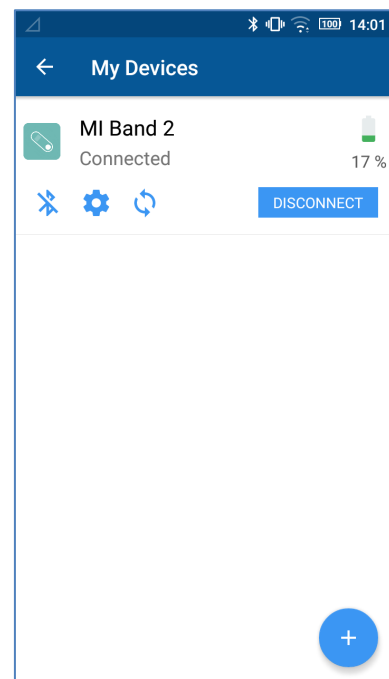 100 14:01
My Devices
MI Band 2
Connected
17 %
DISCONNECT